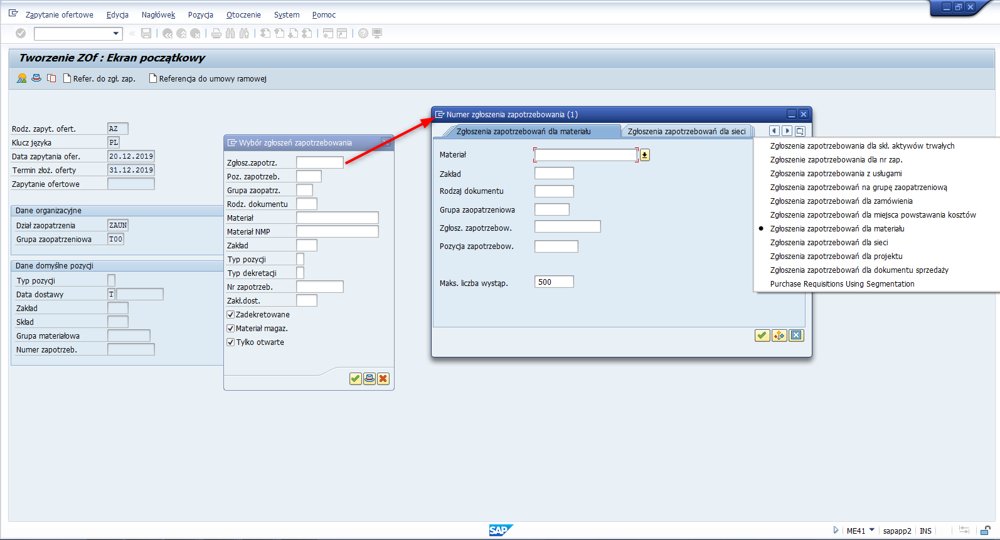 Zapytanie ofertowe Edycja Nagłówek Pozycja Otoczenie System Pomoc
Tworzenie ZOf : Ekran początkowy
Refer. do zgł. zap. Referencja do umowy ramowej
Rodz. zapyt. ofert. AZ
Klucz języka PL
Data zapytania ofer. 20.12.2019
Termin złoż. oferty 31.12.2019
Zapytanie ofertowe
Dane organizacyjne
Dział zaopatrzenia ZAUN
Grupa zaopatrzeniowa T00
Dane domyślne pozycji
Typ pozycji
Data dostawy T
Zakład
Skład
Grupa materiałowa
Numer zapotrzeb.
Wybór zgłoszeń zapotrzebowania
Zgłosz.zapotrz.
Poz. zapotrzeb.
Grupa zaopatrz.
Rodz. dokumentu
Materiał
Materiał NMP
Zakład
Typ pozycji
Typ dekretacji
Nr zapotrzeb.
Zakł.dost.
Zadekretowane
Materiał magaz.
Tylko otwarte
Numer zgłoszenia zapotrzebowania (1)
Zgłoszenia zapotrzebowań dla materiału Zgłoszenia zapotrzebowań dla sieci
Materiał
Zakład
Rodzaj dokumentu
Grupa zaopatrzeniowa
Zgłosz. zapotrzebow.
Pozycja zapotrzebow.
Maks. liczba wystąp. 500
Zgłoszenia zapotrzebowania dla skł. aktywów trwałych
Zgłoszenie zapotrzebowania dla nr zap.
Zgłoszenia zapotrzebowania z usługami
Zgłoszenia zapotrzebowań na grupę zaopatrzeniową
Zgłoszenia zapotrzebowań dla zamówienia
Zgłoszenia zapotrzebowań dla miejsca powstawania kosztów
Zgłoszenia zapotrzebowań dla materiału
Zgłoszenia zapotrzebowań dla sieci
Zgłoszenia zapotrzebowań dla projektu
Zgłoszenia zapotrzebowań dla dokumentu sprzedaży
Purchase Requisitions Using Segmentation
SAP ME41 sapapp2 INS